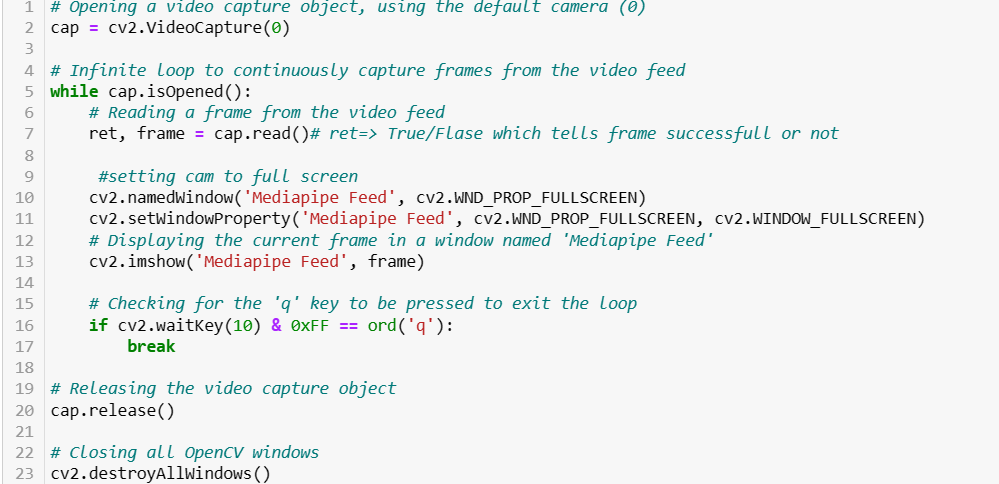 1 # Opening a video capture object, using the default camera (0)
2 cap = cv2.VideoCapture(0)
3
4 # Infinite loop to continuously capture frames from the video feed
5 while cap.isOpened():
6     # Reading a frame from the video feed
7     ret, frame = cap.read()# ret=> True/Flase which tells frame successfull or not
8
9      #setting cam to full screen
10     cv2.namedWindow('Mediapipe Feed', cv2.WND_PROP_FULLSCREEN)
11     cv2.setWindowProperty('Mediapipe Feed', cv2.WND_PROP_FULLSCREEN, cv2.WINDOW_FULLSCREEN)
12     # Displaying the current frame in a window named 'Mediapipe Feed'
13     cv2.imshow('Mediapipe Feed', frame)
14
15     # Checking for the 'q' key to be pressed to exit the loop
16     if cv2.waitKey(10) & 0xFF == ord('q'):
17         break
18
19 # Releasing the video capture object
20 cap.release()
21
22 # Closing all OpenCV windows
23 cv2.destroyAllWindows()